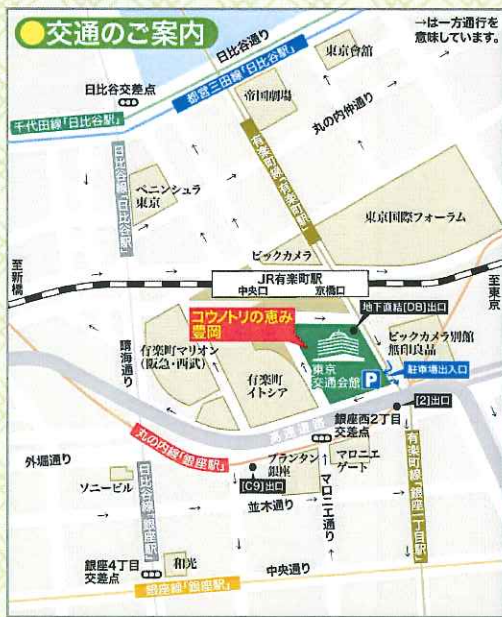 ●交通のご案内
→は一方通行を
意味しています。
日比谷通り
都営三田線「日比谷駅」
東京會館
帝国劇場
丸の内仲通り
日比谷交差点
千代田線「日比谷駅」
日比谷線「日比谷駅」
ペニンシュラ
東京
有楽町線「有楽町駅」
東京国際フォーラム
ビックカメラ
至新橋
JR有楽町駅
中央口
京橋口
至東京
地下直結[D8]出口
コウノトリの恵み
豊岡
ビックカメラ別館
無印良品
晴海通り
有楽町マリオン
(阪急・西武)
有楽町
イトシア
東京
交通会館
P
駐車場出入口
[2]出口
高速道路
銀座西2丁目
交差点
丸の内線「銀座駅」
外堀通り
ソニービル
日比谷線「銀座駅」
プランタン
銀座
[C9]出口
マロニエ
ゲート
マロニエ通り
並木通り
有楽町線「銀座一丁目駅」
銀座4丁目
交差点
和光
中央通り
銀座線「銀座駅」